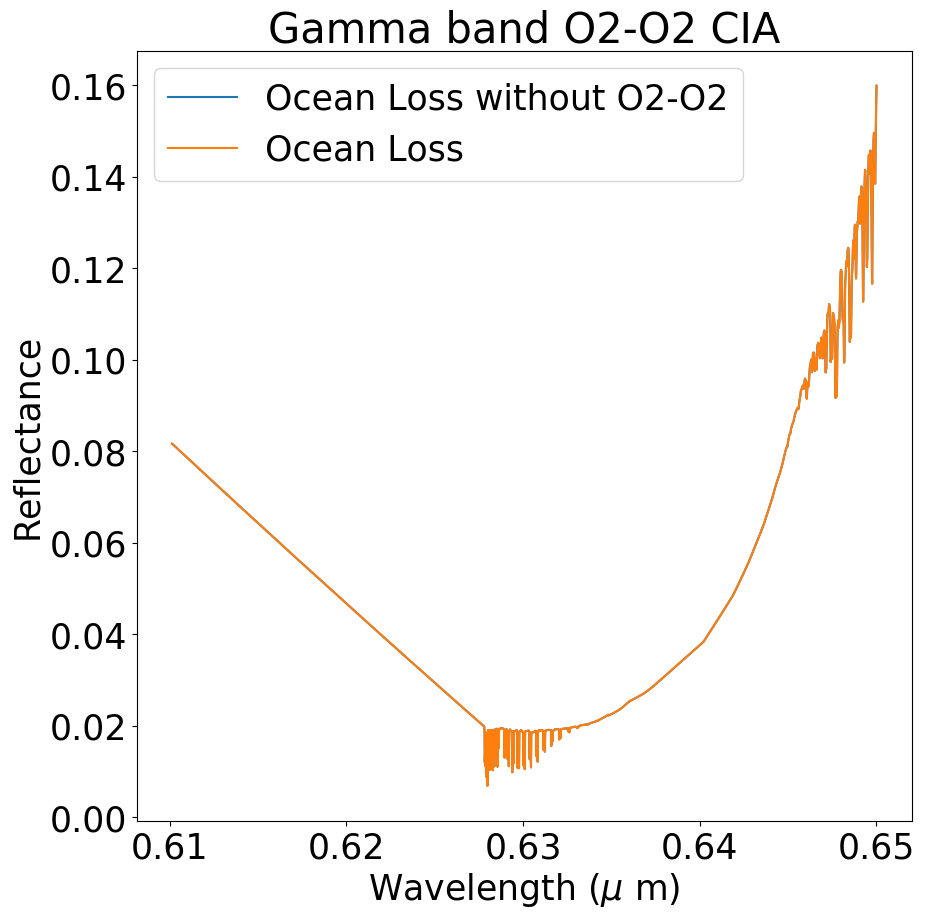 Gamma band O2-O2 CIA
Ocean Loss without O2-O2
Ocean Loss
0.16
0.14
0.12
0.10
0.08
0.06
0.04
0.02
0.00
Reflectance
0.61 0.62 0.63 0.64 0.65
Wavelength (μ m)